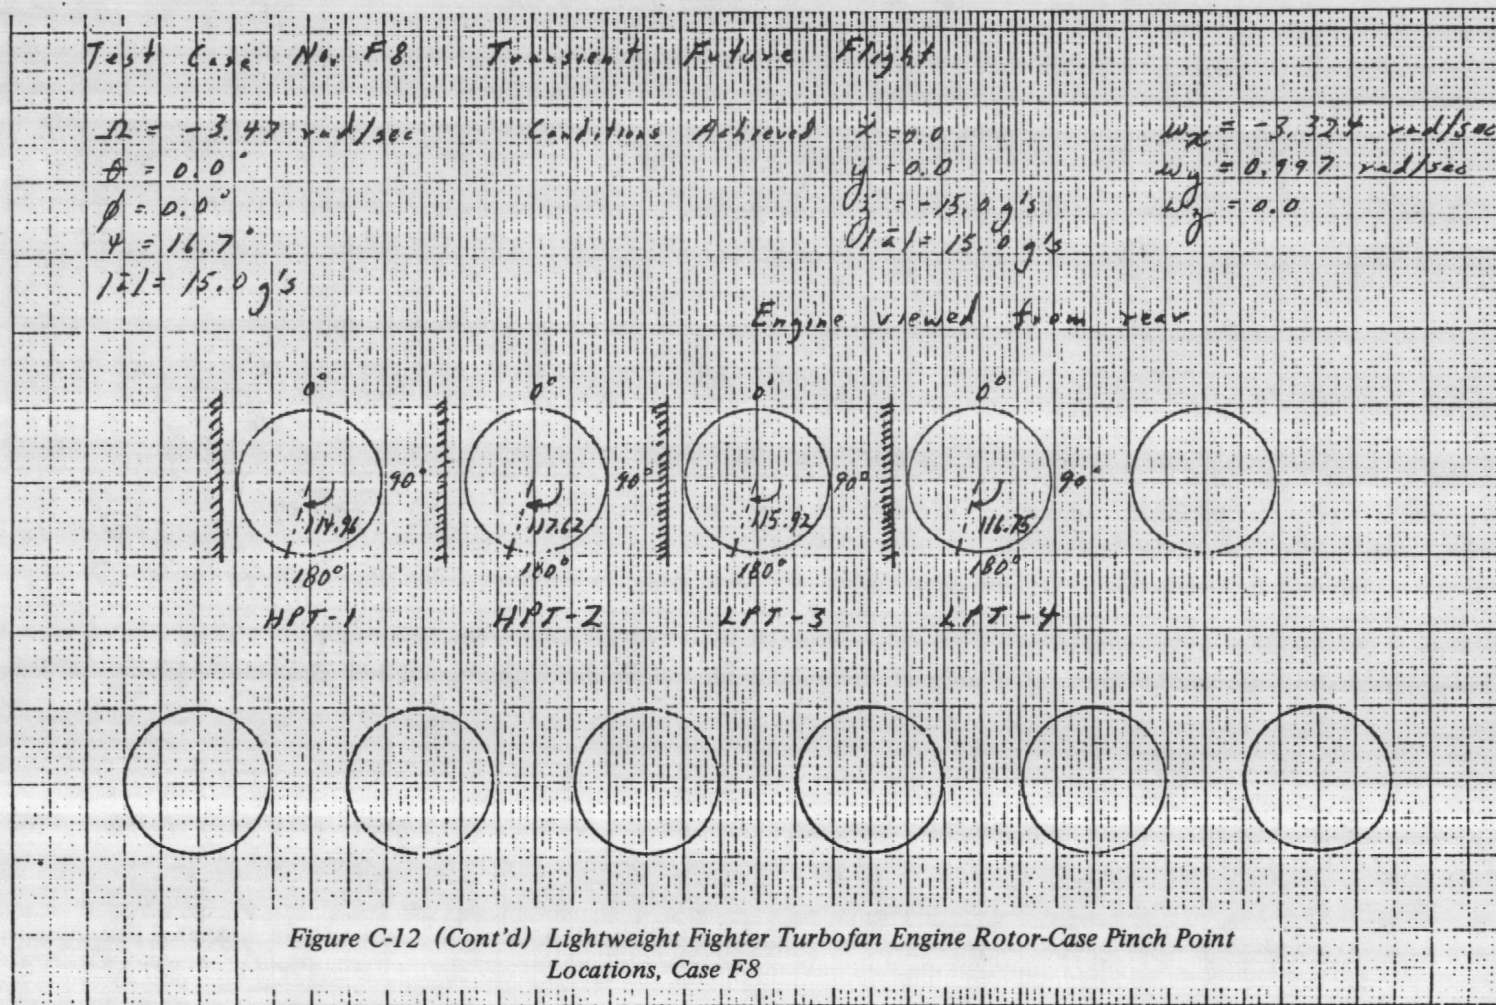 Test Case No. F8 Transient Future Flight
Ω = -3.47 rad/sec Conditions Achieved ẍ = 0.0 ωx = -3.324 rad/sec
θ = 0.0° ÿ = 0.0 ωy = 0.997 rad/sec
φ = 0.0° z̈ = -15.0 g's ωz = 0.0
ψ = 16.7° |ā| = 15.0 g's
|ā| = 15.0 g's
Engine viewed from rear
0° 0° 0° 0°
90° 90° 90° 90°
114.96 117.62 115.92 116.75
180° 180° 180° 180°
HPT-1 HPT-2 LPT-3 LPT-4
Figure C-12 (Cont'd) Lightweight Fighter Turbofan Engine Rotor-Case Pinch Point
Locations, Case F8